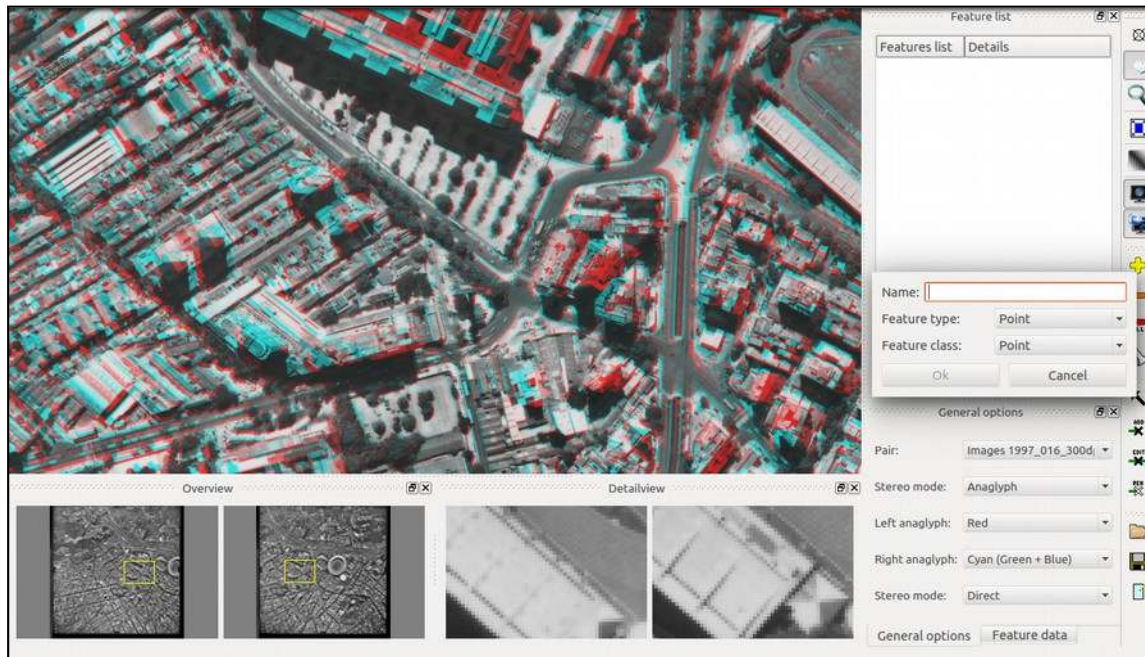 Feature list
Features list Details
Name:
Feature type: Point
Feature class: Point
Ok Cancel
General options
Pair: Images 1997_016_300d
Stereo mode: Anaglyph
Left anaglyph: Red
Right anaglyph: Cyan (Green + Blue)
Stereo mode: Direct
General options Feature data
Overview
Detailview
ADD
EDIT